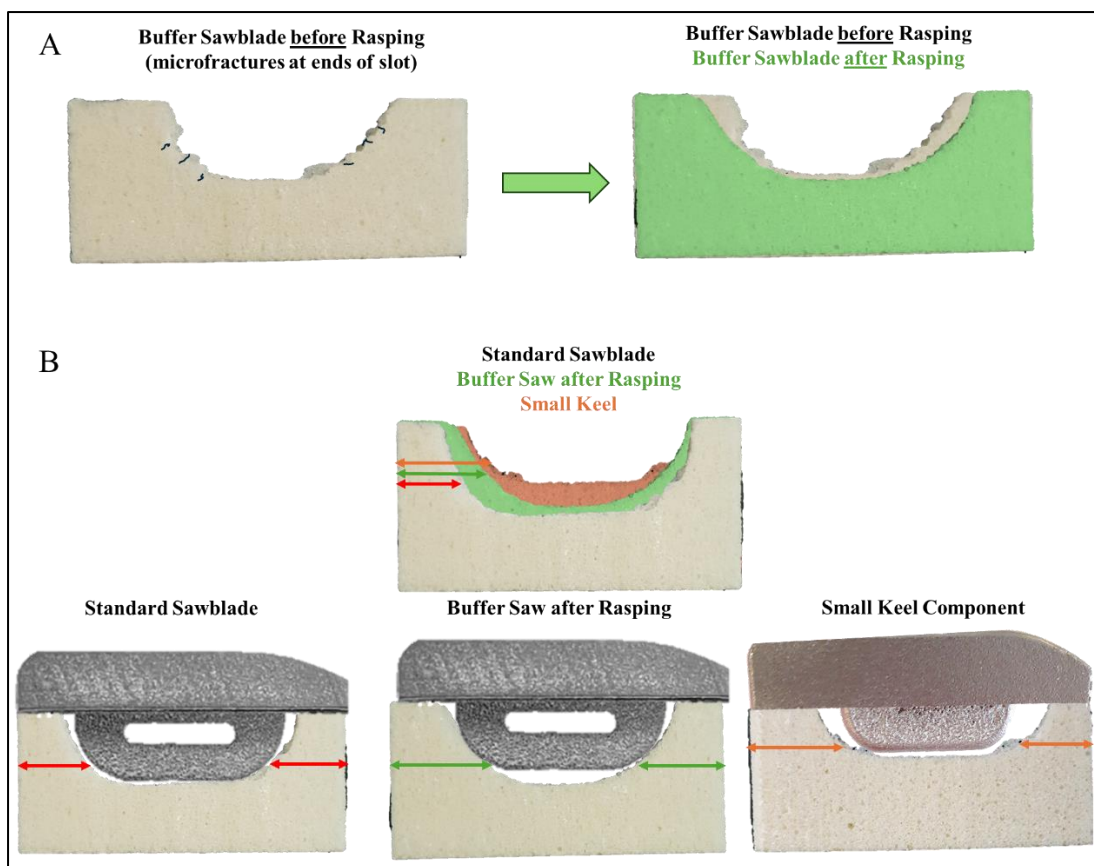 A
Buffer Sawblade before Rasping
(microfractures at ends of slot)
Buffer Sawblade before Rasping
Buffer Sawblade after Rasping
B
Standard Sawblade
Buffer Saw after Rasping
Small Keel
Standard Sawblade
Buffer Saw after Rasping
Small Keel Component